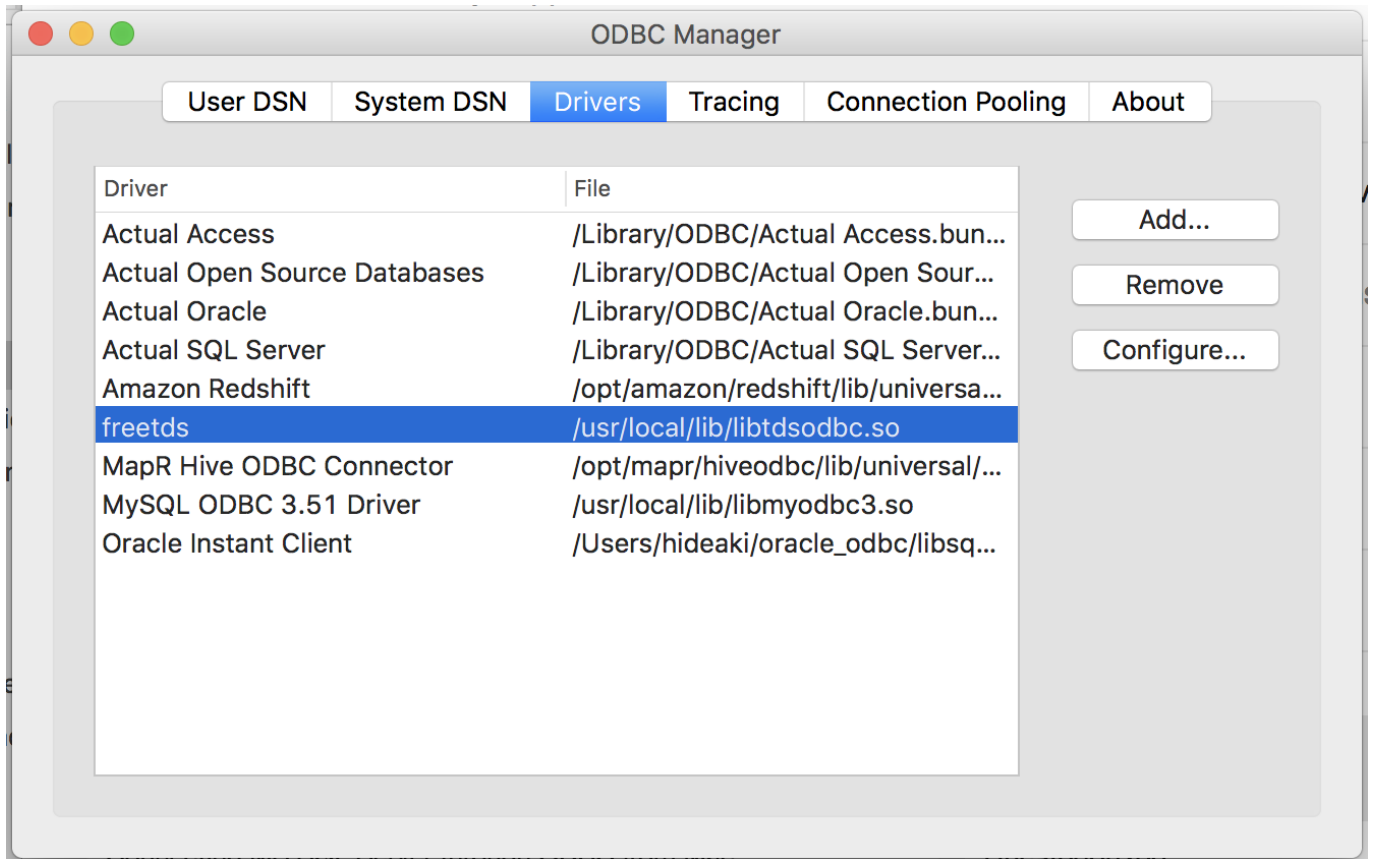 ODBC Manager
User DSN System DSN Drivers Tracing Connection Pooling About
Driver File
Actual Access /Library/ODBC/Actual Access.bun...
Actual Open Source Databases /Library/ODBC/Actual Open Sour...
Actual Oracle /Library/ODBC/Actual Oracle.bun...
Actual SQL Server /Library/ODBC/Actual SQL Server...
Amazon Redshift /opt/amazon/redshift/lib/universa...
freetds /usr/local/lib/libtdsodbc.so
MapR Hive ODBC Connector /opt/mapr/hiveodbc/lib/universal/...
MySQL ODBC 3.51 Driver /usr/local/lib/libmyodbc3.so
Oracle Instant Client /Users/hideaki/oracle_odbc/libsq...
Add...
Remove
Configure...